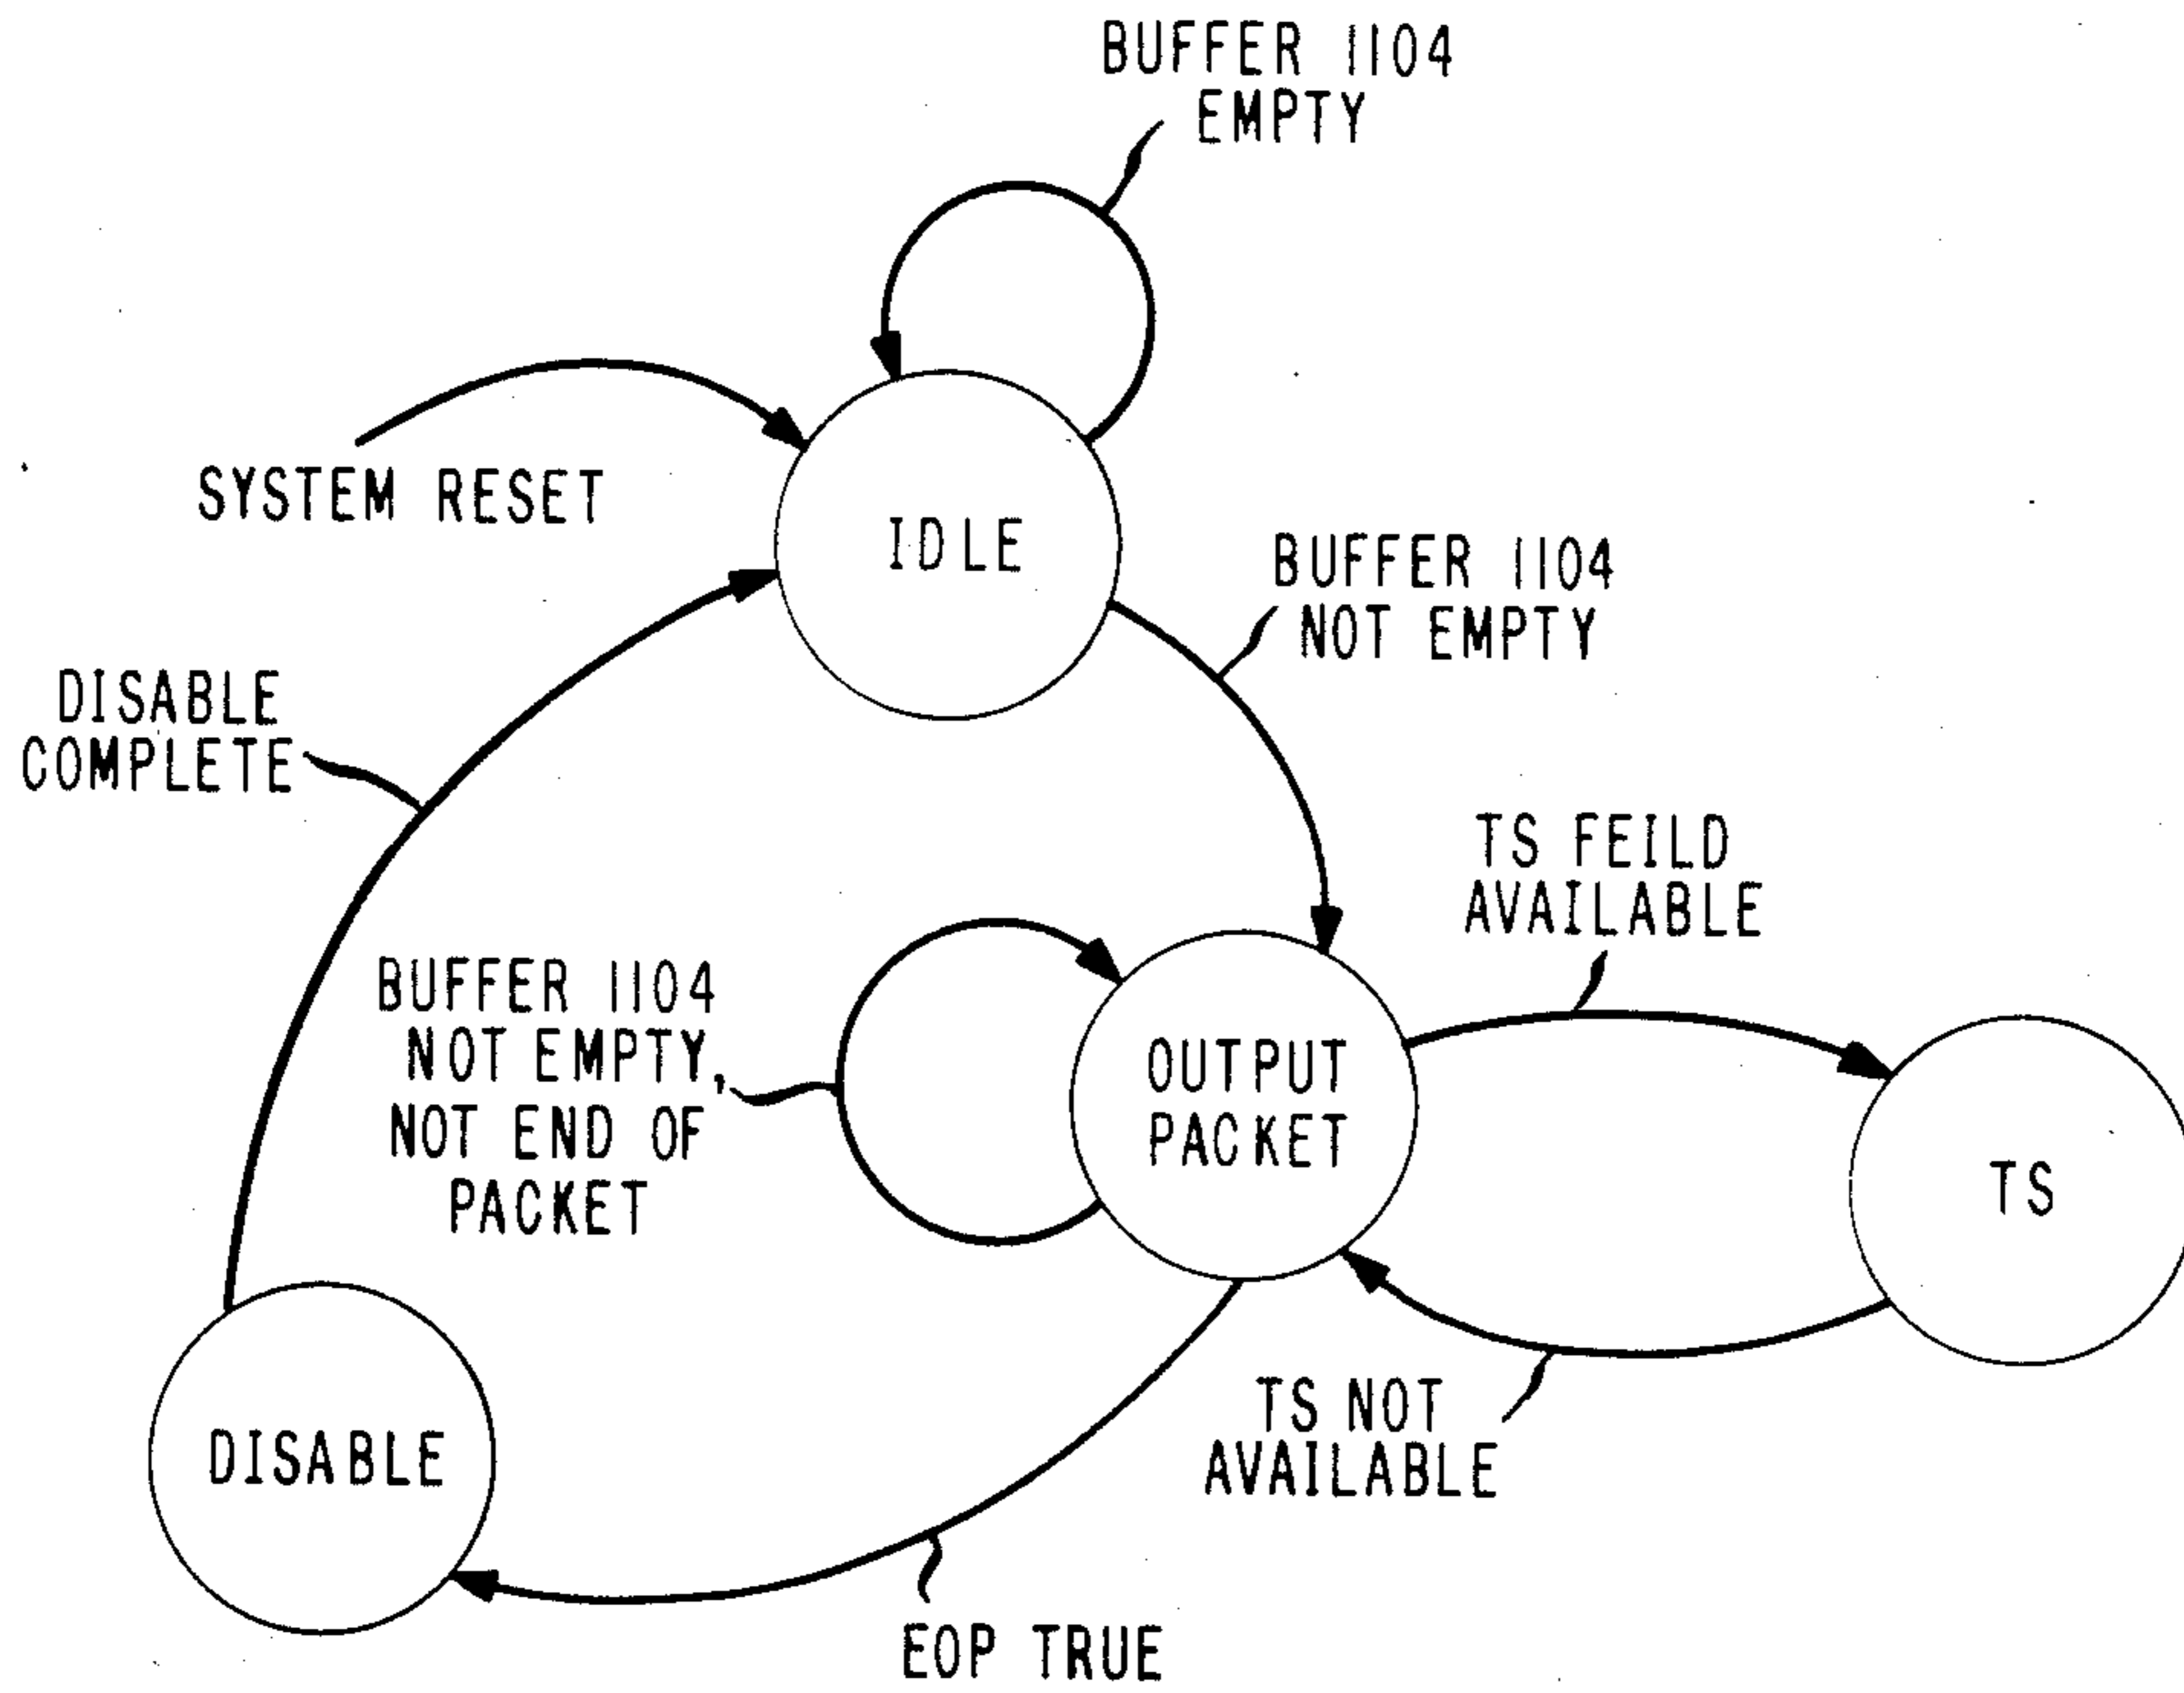 BUFFER 1104
EMPTY
SYSTEM RESET
IDLE
BUFFER 1104
NOT EMPTY
DISABLE
COMPLETE
TS FEILD
AVAILABLE
BUFFER 1104
NOT EMPTY,
NOT END OF
PACKET
OUTPUT
PACKET
TS
TS NOT
AVAILABLE
DISABLE
EOP TRUE